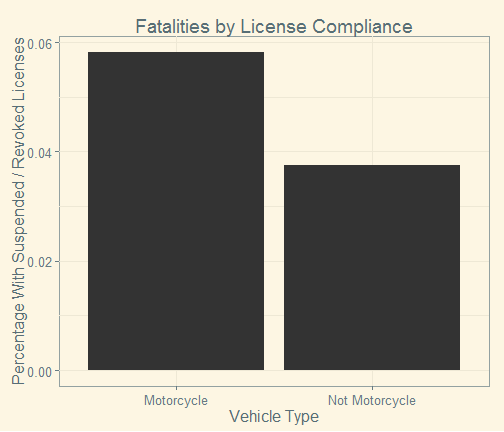 Fatalities by License Compliance
Percentage With Suspended / Revoked Licenses
0.06
0.04
0.02
0.00
Motorcycle
Not Motorcycle
Vehicle Type